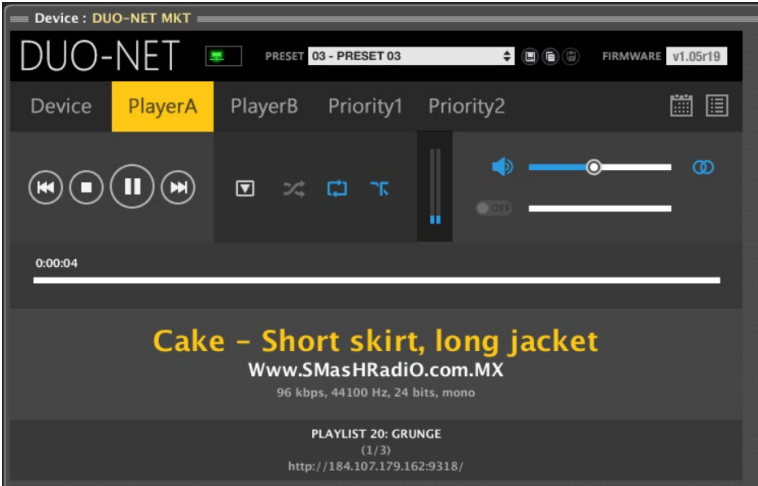 Device : DUO-NET MKT
DUO-NET PRESET 03 - PRESET 03 FIRMWARE v1.05r19
Device PlayerA PlayerB Priority1 Priority2
OFF
0:00:04
Cake - Short skirt, long jacket
Www.SMasHRadiO.com.MX
96 kbps, 44100 Hz, 24 bits, mono
PLAYLIST 20: GRUNGE
(1/3)
http://184.107.179.162:9318/